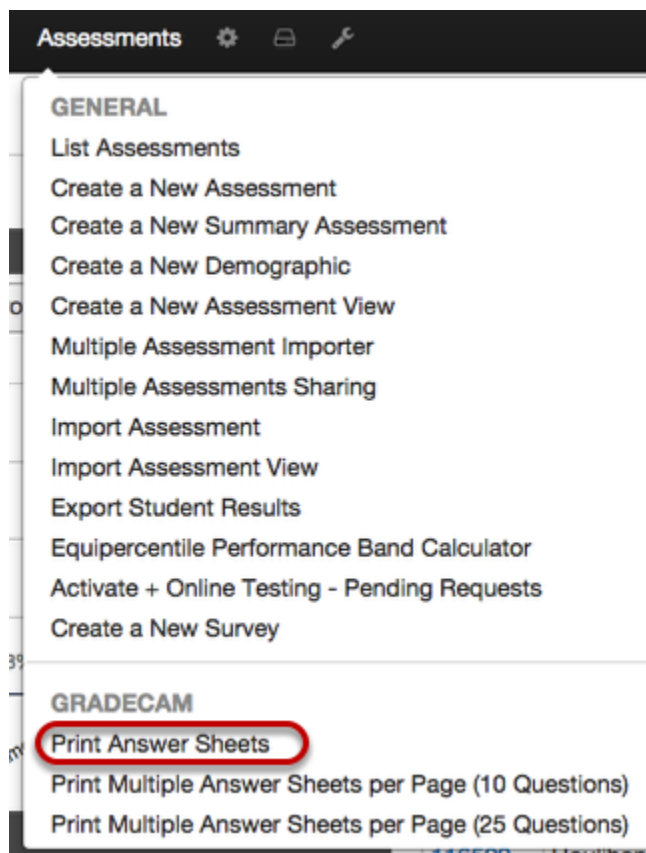 Assessments
GENERAL
List Assessments
Create a New Assessment
Create a New Summary Assessment
Create a New Demographic
Create a New Assessment View
Multiple Assessment Importer
Multiple Assessments Sharing
Import Assessment
Import Assessment View
Export Student Results
Equipercentile Performance Band Calculator
Activate + Online Testing - Pending Requests
Create a New Survey
GRADECAM
Print Answer Sheets
Print Multiple Answer Sheets per Page (10 Questions)
Print Multiple Answer Sheets per Page (25 Questions)